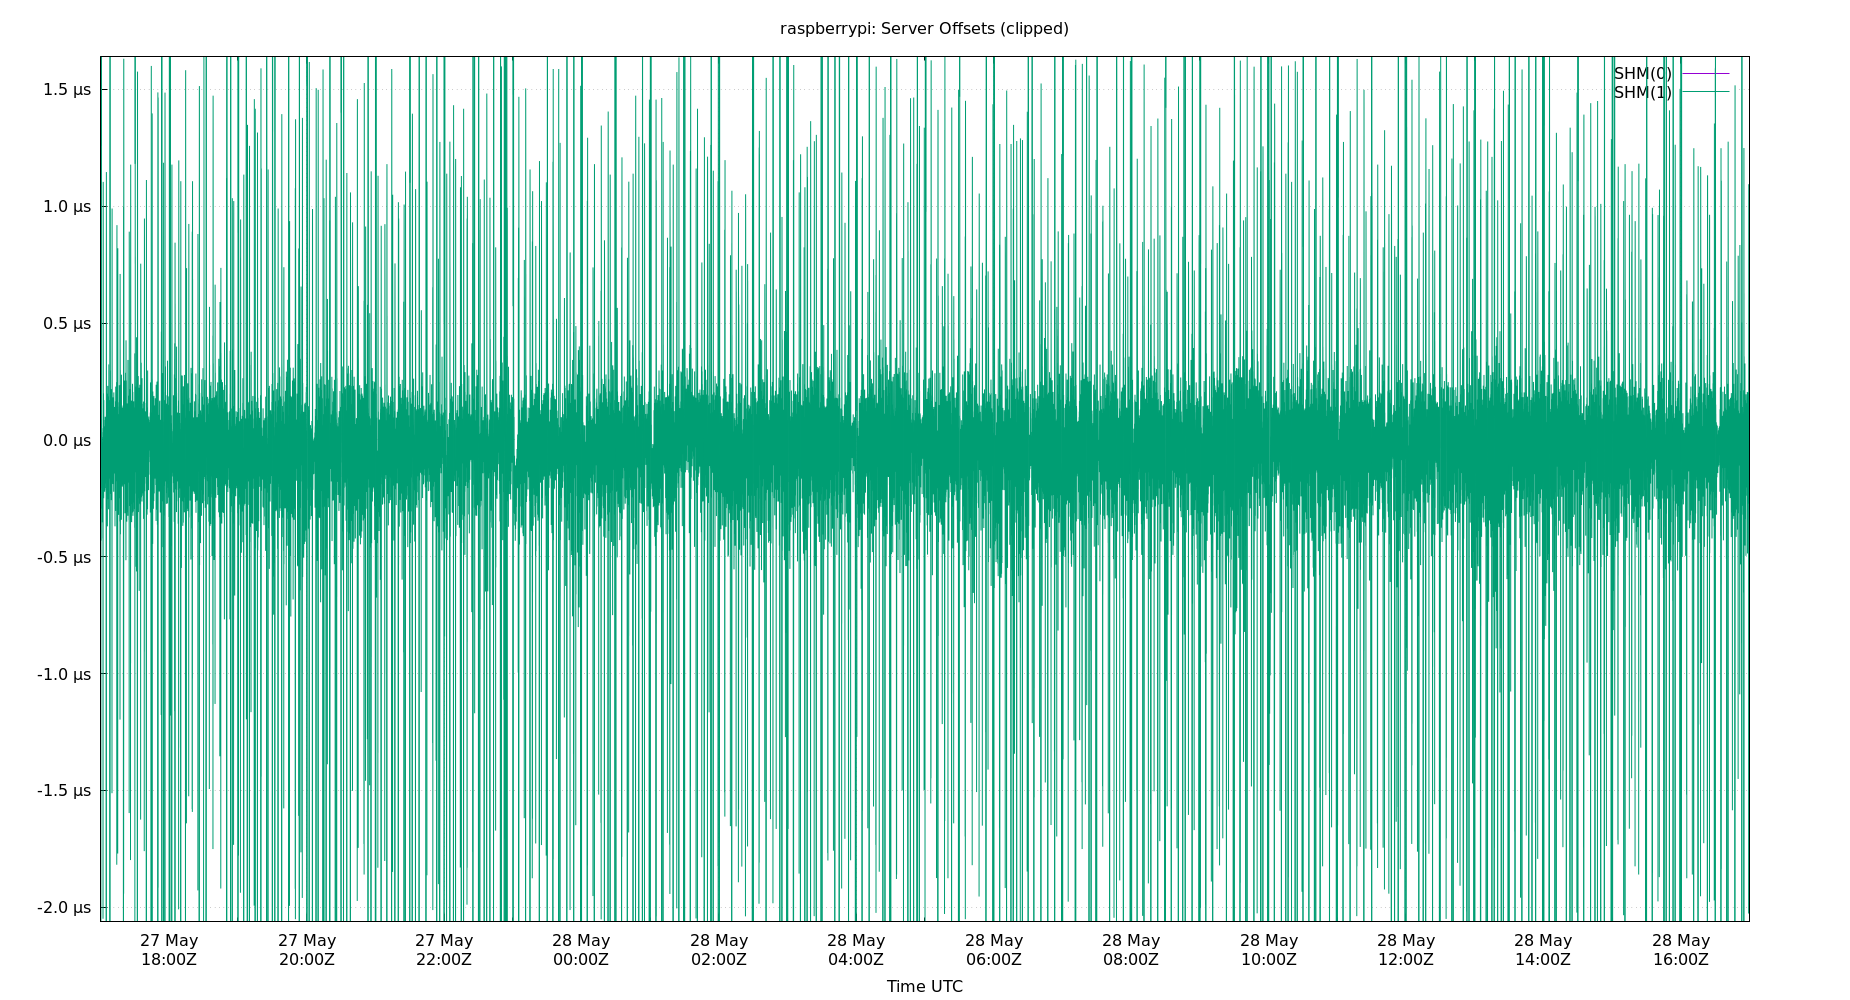 raspberrypi: Server Offsets (clipped)
SHM(0)
SHM(1)
1.5 µs
1.0 µs
0.5 µs
0.0 µs
-0.5 µs
-1.0 µs
-1.5 µs
-2.0 µs
27 May 27 May 27 May 28 May 28 May 28 May 28 May 28 May 28 May 28 May 28 May 28 May
18:00Z 20:00Z 22:00Z 00:00Z 02:00Z 04:00Z 06:00Z 08:00Z 10:00Z 12:00Z 14:00Z 16:00Z
Time UTC